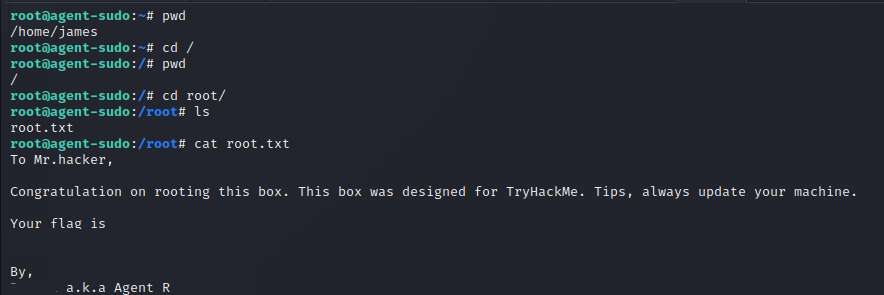 root@agent-sudo:~# pwd
/home/james
root@agent-sudo:~# cd /
root@agent-sudo:/# pwd
/
root@agent-sudo:/# cd root/
root@agent-sudo:/root# ls
root.txt
root@agent-sudo:/root# cat root.txt
To Mr.hacker,
Congratulation on rooting this box. This box was designed for TryHackMe. Tips, always update your machine.
Your flag is
By,
a.k.a Agent R